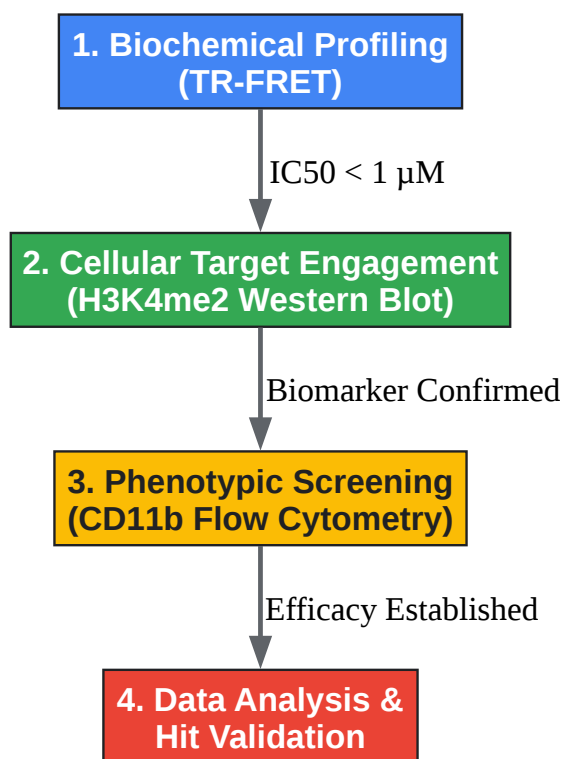 1. Biochemical Profiling
(TR-FRET)
IC50 < 1 µM
2. Cellular Target Engagement
(H3K4me2 Western Blot)
Biomarker Confirmed
3. Phenotypic Screening
(CD11b Flow Cytometry)
Efficacy Established
4. Data Analysis &
Hit Validation